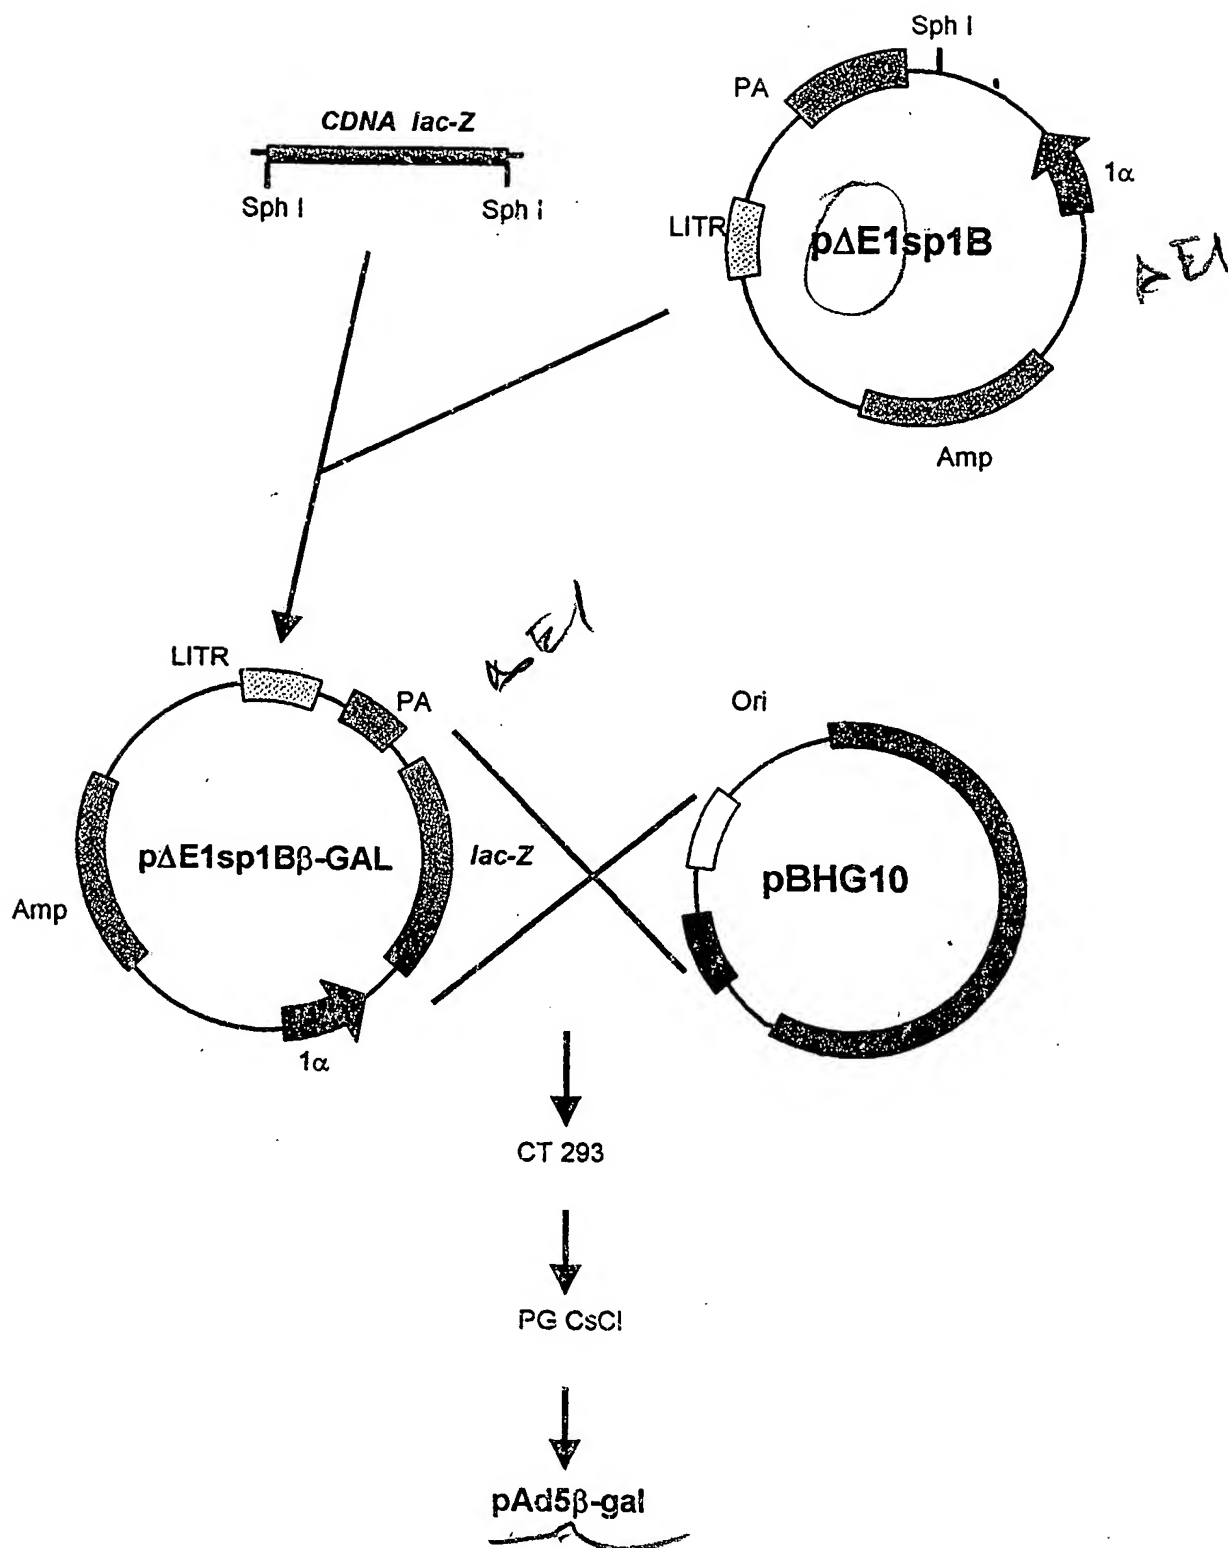 Sph I
PA
CDNA lac-Z
Sph I
Sph I
1α
LITR
pΔE1sp1B
Amp
LITR
PA
Ori
pΔE1sp1Bβ-GAL
lac-Z
pBHG10
Amp
1α
CT 293
PG CsCl
pAd5β-gal